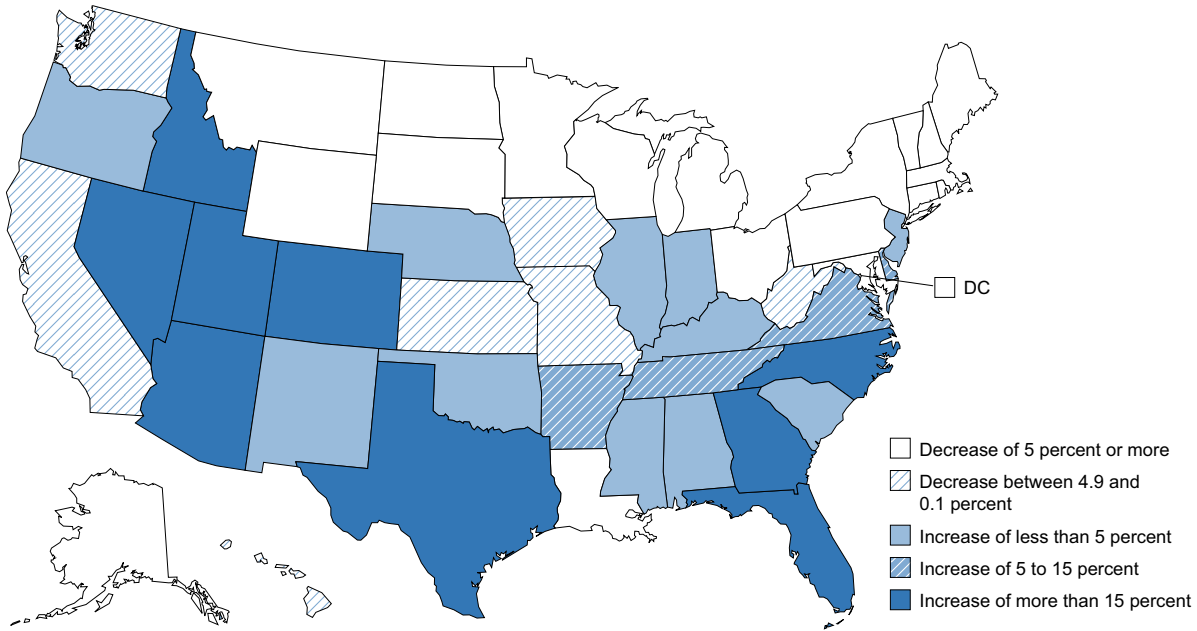 DC
Decrease of 5 percent or more
Decrease between 4.9 and
0.1 percent
Increase of less than 5 percent
Increase of 5 to 15 percent
Increase of more than 15 percent